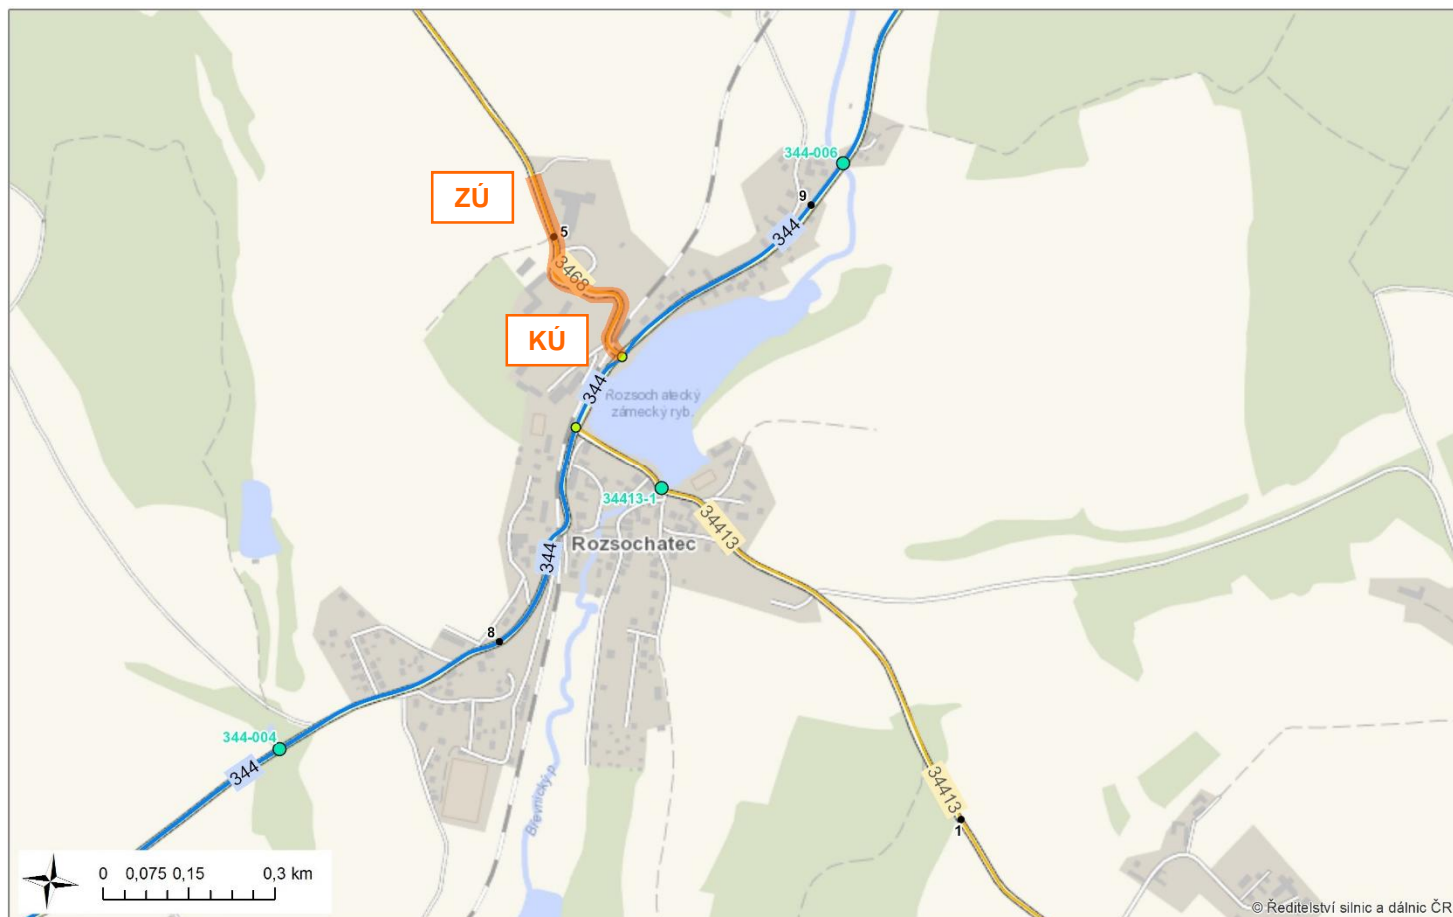 344-006
ZÚ
9
5
344
3468
KÚ
344
Rozsochatecký
zámecký ryb.
34413-1
34413
Rozsochatec
344
8
344-004
344
34413
1
Břevnický p.
0 0,075 0,15 0,3 km
© Ředitelství silnic a dálnic ČR